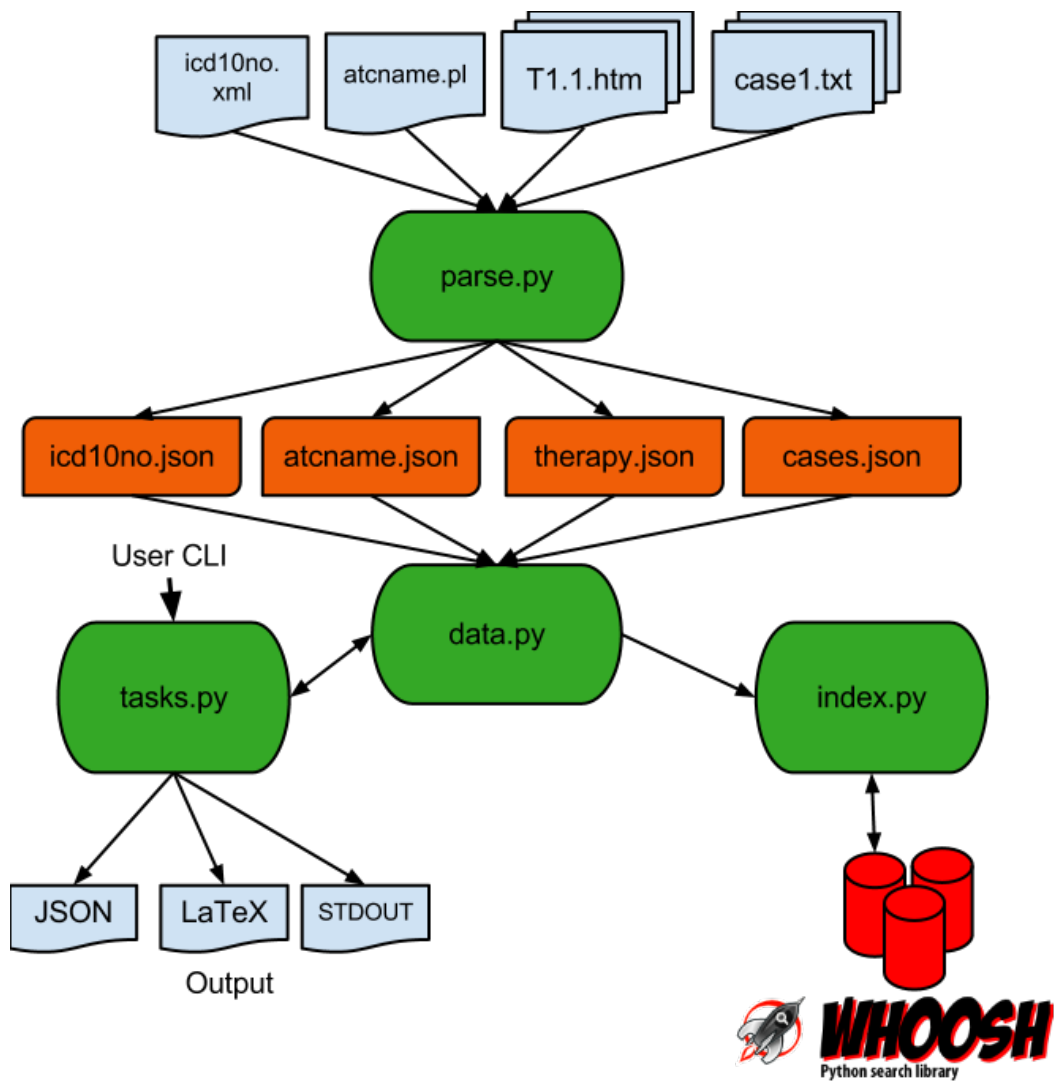 icd10no.
xml
atcname.pl
T1.1.htm
case1.txt
parse.py
icd10no.json
atcname.json
therapy.json
cases.json
User CLI
data.py
tasks.py
index.py
JSON
LaTeX
STDOUT
Output
WHOOSH
Python search library